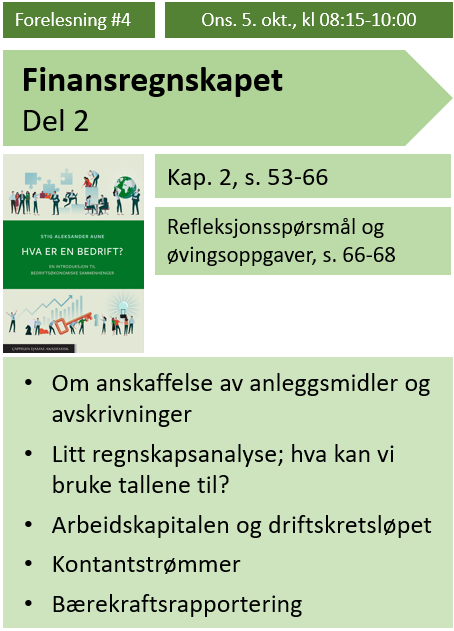 Forelesning #4
Ons. 5. okt., kl 08:15-10:00
Finansregnskapet
Del 2
STIG ALEKSANDER AUNE
HVA ER EN BEDRIFT?
EN INTRODUKSJON TIL
BEDRIFTSØKONOMISKE SAMMENHENGER
CAPPELEN DAMM AKADEMISK
Kap. 2, s. 53-66
Refleksjonsspørsmål og
øvingsoppgaver, s. 66-68
• Om anskaffelse av anleggsmidler og
avskrivninger
• Litt regnskapsanalyse; hva kan vi
bruke tallene til?
• Arbeidskapitalen og driftskretsløpet
• Kontantstrømmer
• Bærekraftsrapportering